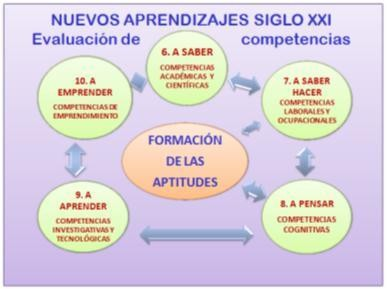 NUEVOS APRENDIZAJES SIGLO XXI
Evaluación de competencias
6. A SABER
COMPETENCIAS
ACADÉMICAS Y
CIENTÍFICAS
10. A
EMPRENDER
COMPETENCIAS DE
EMPRENDIMIENTO
7. A SABER
HACER
COMPETENCIAS
LABORALES Y
OCUPACIONALES
FORMACIÓN
DE LAS
APTITUDES
9. A
APRENDER
COMPETENCIAS
INVESTIGATIVAS Y
TECNOLÓGICAS
8. A PENSAR
COMPETENCIAS
COGNITIVAS